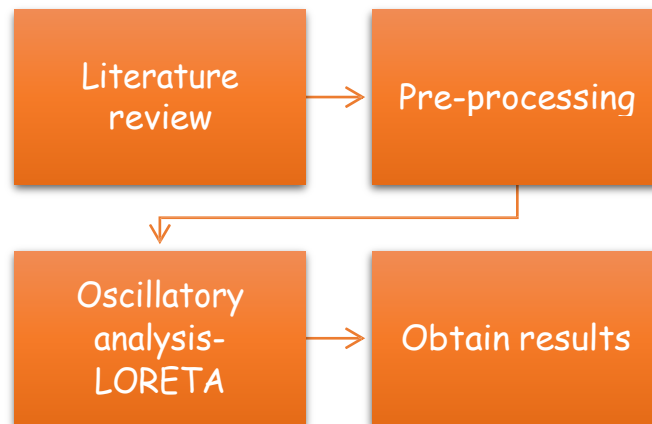 Literature
review
Pre-processing
Oscillatory
analysis-
LORETA
Obtain results